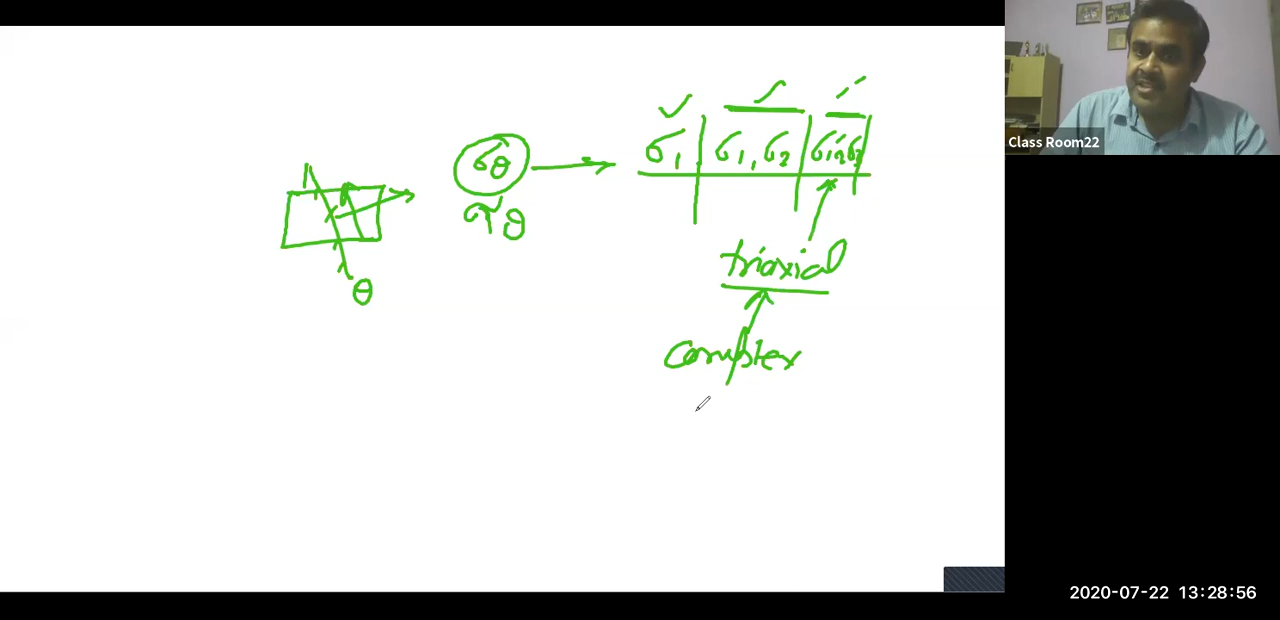 σ₁ | σ₁, σ₂ | σ₁σ₂σ₃
σθ
τθ
θ
triaxial
complex
Class Room22
2020-07-22 13:28:56